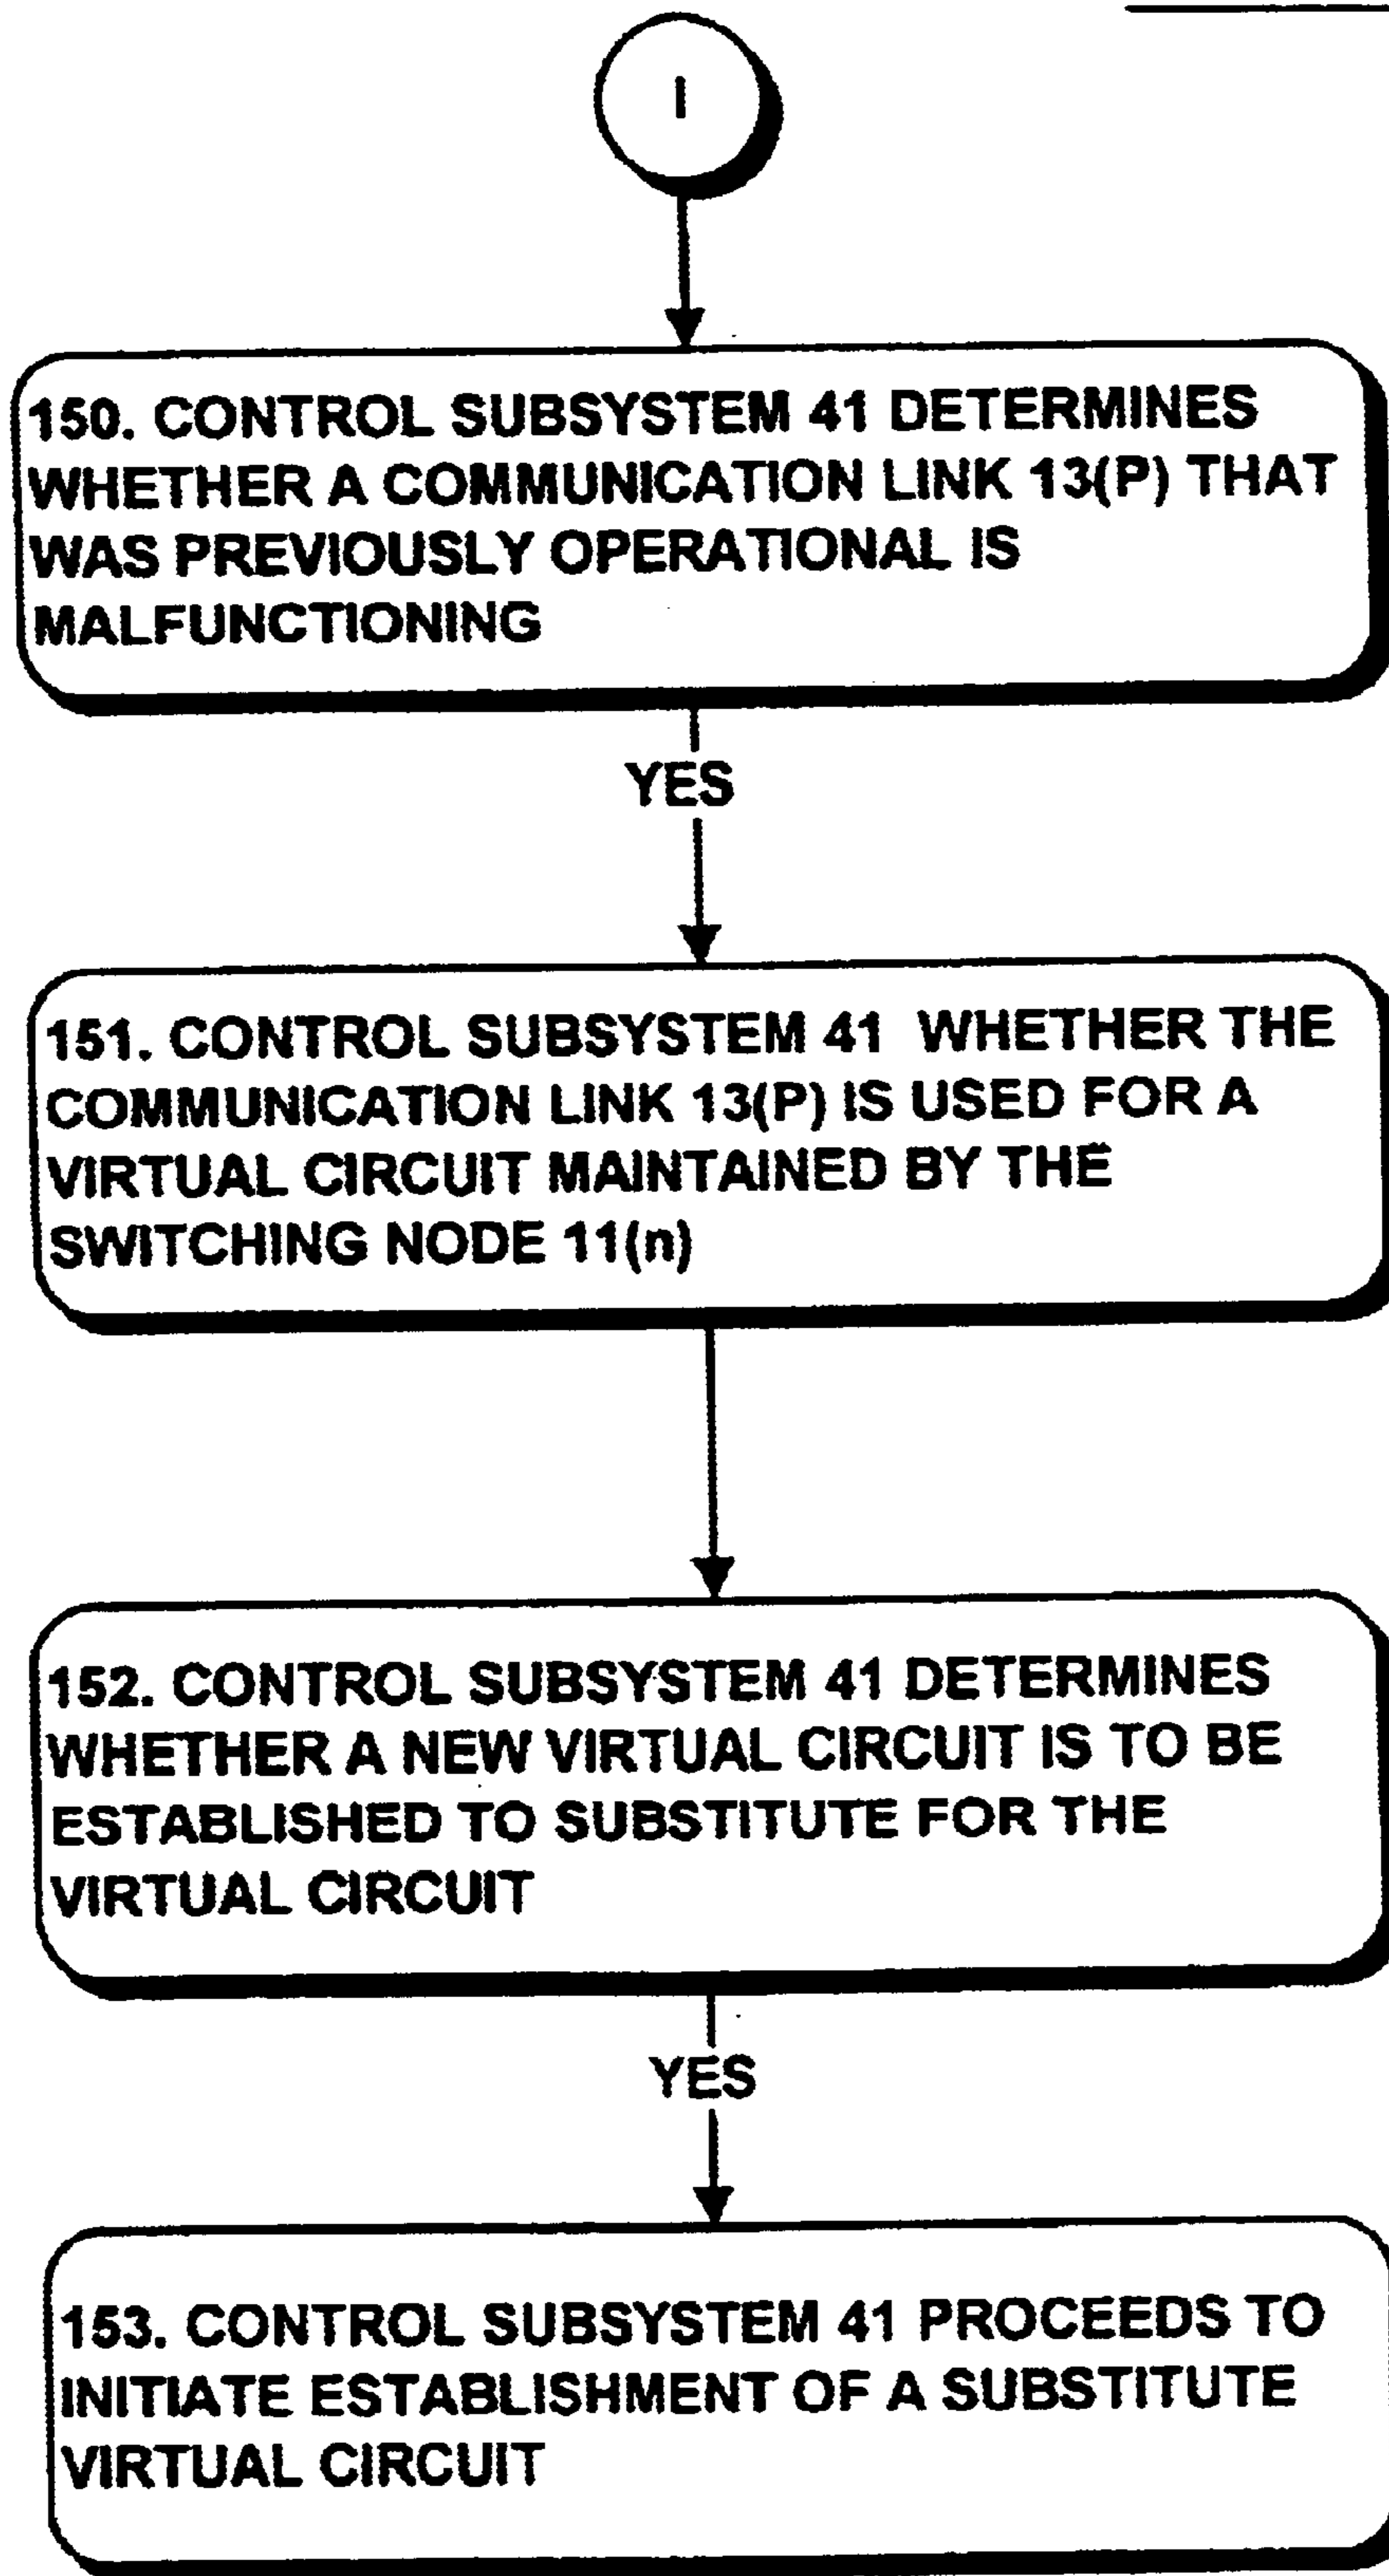 I
150. CONTROL SUBSYSTEM 41 DETERMINES
WHETHER A COMMUNICATION LINK 13(P) THAT
WAS PREVIOUSLY OPERATIONAL IS
MALFUNCTIONING
YES
151. CONTROL SUBSYSTEM 41 WHETHER THE
COMMUNICATION LINK 13(P) IS USED FOR A
VIRTUAL CIRCUIT MAINTAINED BY THE
SWITCHING NODE 11(n)
152. CONTROL SUBSYSTEM 41 DETERMINES
WHETHER A NEW VIRTUAL CIRCUIT IS TO BE
ESTABLISHED TO SUBSTITUTE FOR THE
VIRTUAL CIRCUIT
YES
153. CONTROL SUBSYSTEM 41 PROCEEDS TO
INITIATE ESTABLISHMENT OF A SUBSTITUTE
VIRTUAL CIRCUIT